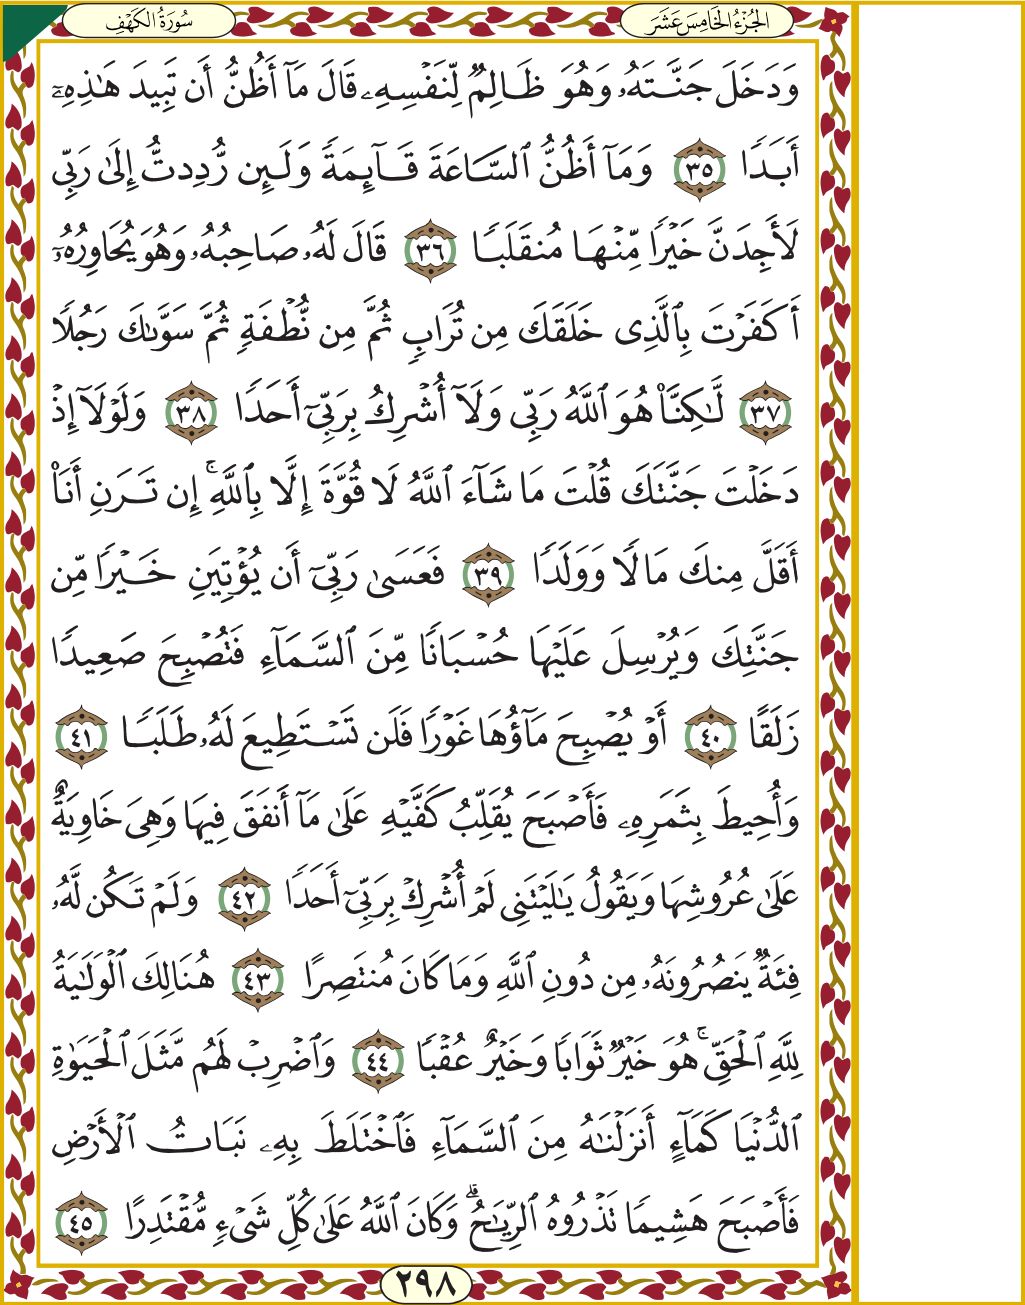 سُورَةُ الكَهْفِ
الجُزْءُ الخَامِسَ عَشَرَ
وَدَخَلَ جَنَّتَهُۥ وَهُوَ ظَالِمٌ لِّنَفْسِهِۦ قَالَ مَآ أَظُنُّ أَن تَبِيدَ هَٰذِهِۦٓ
أَبَدًا ٣٥ وَمَآ أَظُنُّ ٱلسَّاعَةَ قَآئِمَةً وَلَئِن رُّدِدتُّ إِلَىٰ رَبِّى
لَأَجِدَنَّ خَيْرًا مِّنْهَا مُنقَلَبًا ٣٦ قَالَ لَهُۥ صَاحِبُهُۥ وَهُوَ يُحَاوِرُهُۥٓ
أَكَفَرْتَ بِٱلَّذِى خَلَقَكَ مِن تُرَابٍ ثُمَّ مِن نُّطْفَةٍ ثُمَّ سَوَّىٰكَ رَجُلًا
٣٧ لَّٰكِنَّا۠ هُوَ ٱللَّهُ رَبِّى وَلَآ أُشْرِكُ بِرَبِّىٓ أَحَدًا ٣٨ وَلَوْلَآ إِذْ
دَخَلْتَ جَنَّتَكَ قُلْتَ مَا شَآءَ ٱللَّهُ لَا قُوَّةَ إِلَّا بِٱللَّهِ ۚ إِن تَرَنِ أَنَا۠
أَقَلَّ مِنكَ مَالًا وَوَلَدًا ٣٩ فَعَسَىٰ رَبِّىٓ أَن يُؤْتِيَنِ خَيْرًا مِّن
جَنَّتِكَ وَيُرْسِلَ عَلَيْهَا حُسْبَانًا مِّنَ ٱلسَّمَآءِ فَتُصْبِحَ صَعِيدًا
زَلَقًا ٤٠ أَوْ يُصْبِحَ مَآؤُهَا غَوْرًا فَلَن تَسْتَطِيعَ لَهُۥ طَلَبًا ٤١
وَأُحِيطَ بِثَمَرِهِۦ فَأَصْبَحَ يُقَلِّبُ كَفَّيْهِ عَلَىٰ مَآ أَنفَقَ فِيهَا وَهِىَ خَاوِيَةٌ
عَلَىٰ عُرُوشِهَا وَيَقُولُ يَٰلَيْتَنِى لَمْ أُشْرِكْ بِرَبِّىٓ أَحَدًا ٤٢ وَلَمْ تَكُن لَّهُۥ
فِئَةٌ يَنصُرُونَهُۥ مِن دُونِ ٱللَّهِ وَمَا كَانَ مُنتَصِرًا ٤٣ هُنَالِكَ ٱلْوَلَٰيَةُ
لِلَّهِ ٱلْحَقِّ ۚ هُوَ خَيْرٌ ثَوَابًا وَخَيْرٌ عُقْبًا ٤٤ وَٱضْرِبْ لَهُم مَّثَلَ ٱلْحَيَوٰةِ
ٱلدُّنْيَا كَمَآءٍ أَنزَلْنَٰهُ مِنَ ٱلسَّمَآءِ فَٱخْتَلَطَ بِهِۦ نَبَاتُ ٱلْأَرْضِ
فَأَصْبَحَ هَشِيمًا تَذْرُوهُ ٱلرِّيَٰحُ ۗ وَكَانَ ٱللَّهُ عَلَىٰ كُلِّ شَىْءٍ مُّقْتَدِرًا ٤٥
٢٩٨